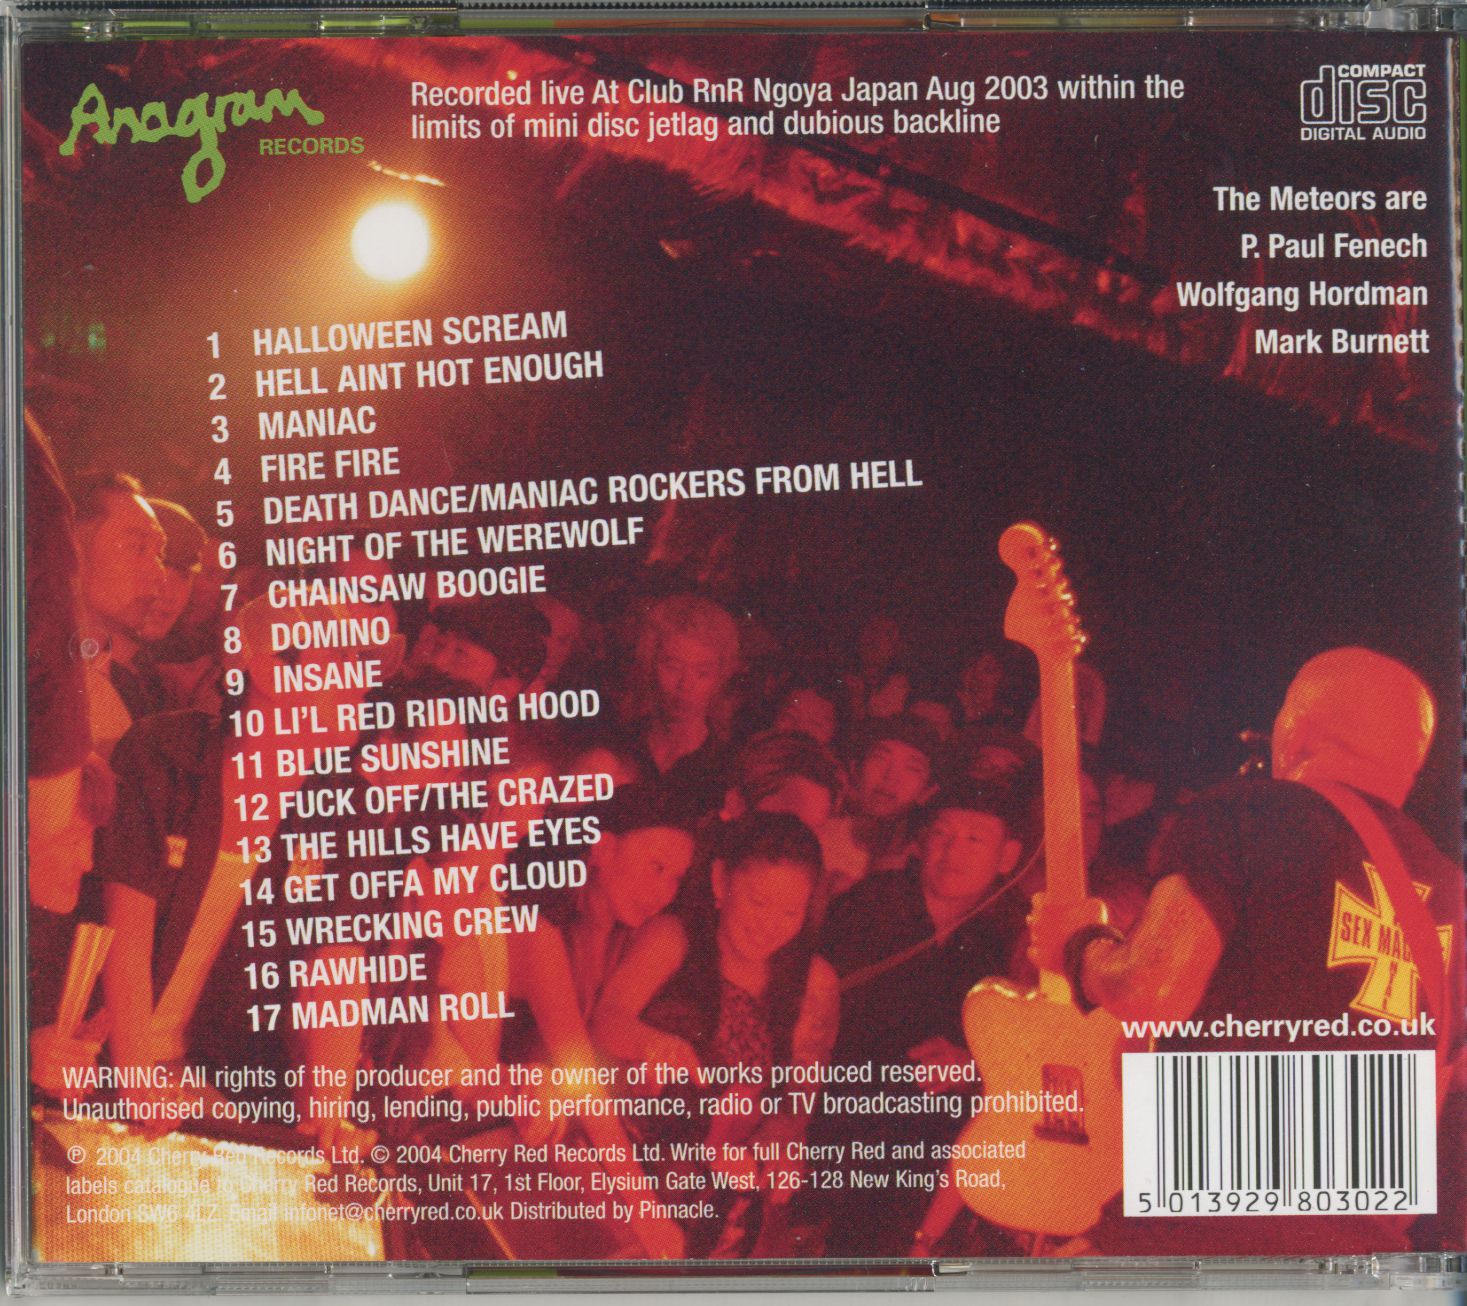 Anagram
RECORDS
Recorded live At Club RnR Ngoya Japan Aug 2003 within the
limits of mini disc jetlag and dubious backline
COMPACT
disc
DIGITAL AUDIO
The Meteors are
P. Paul Fenech
Wolfgang Hordman
Mark Burnett
1 HALLOWEEN SCREAM
2 HELL AINT HOT ENOUGH
3 MANIAC
4 FIRE FIRE
5 DEATH DANCE/MANIAC ROCKERS FROM HELL
6 NIGHT OF THE WEREWOLF
7 CHAINSAW BOOGIE
8 DOMINO
9 INSANE
10 LI'L RED RIDING HOOD
11 BLUE SUNSHINE
12 FUCK OFF/THE CRAZED
13 THE HILLS HAVE EYES
14 GET OFFA MY CLOUD
15 WRECKING CREW
16 RAWHIDE
17 MADMAN ROLL
SEX
www.cherryred.co.uk
WARNING: All rights of the producer and the owner of the works produced reserved.
Unauthorised copying, hiring, lending, public performance, radio or TV broadcasting prohibited.
℗ 2004 Cherry Red Records Ltd. © 2004 Cherry Red Records Ltd. Write for full Cherry Red and associated
labels catalogue to Cherry Red Records, Unit 17, 1st Floor, Elysium Gate West, 126-128 New King's Road,
London SW6 4LZ. Email infonet@cherryred.co.uk Distributed by Pinnacle.
5 013929 803022